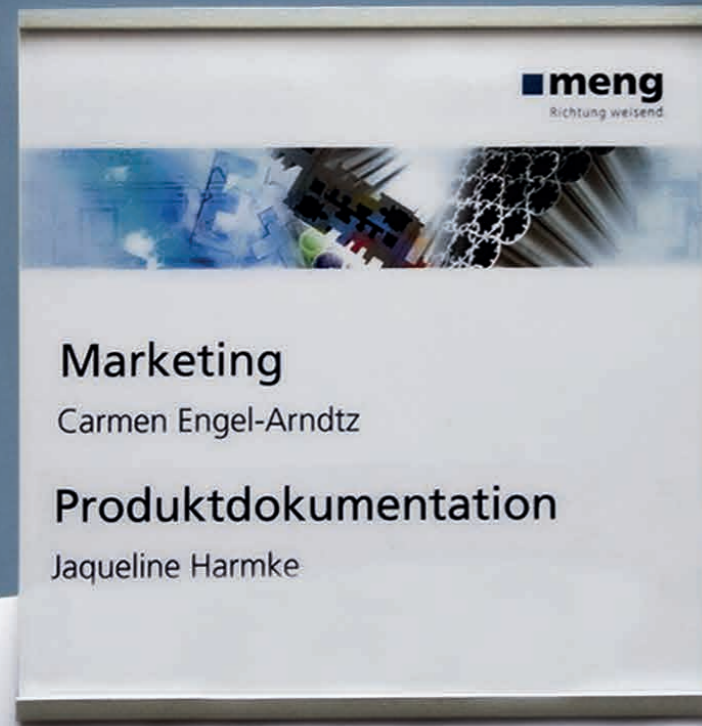 meng
Richtung weisend
Marketing
Carmen Engel-Arndtz
Produktdokumentation
Jaqueline Harmke